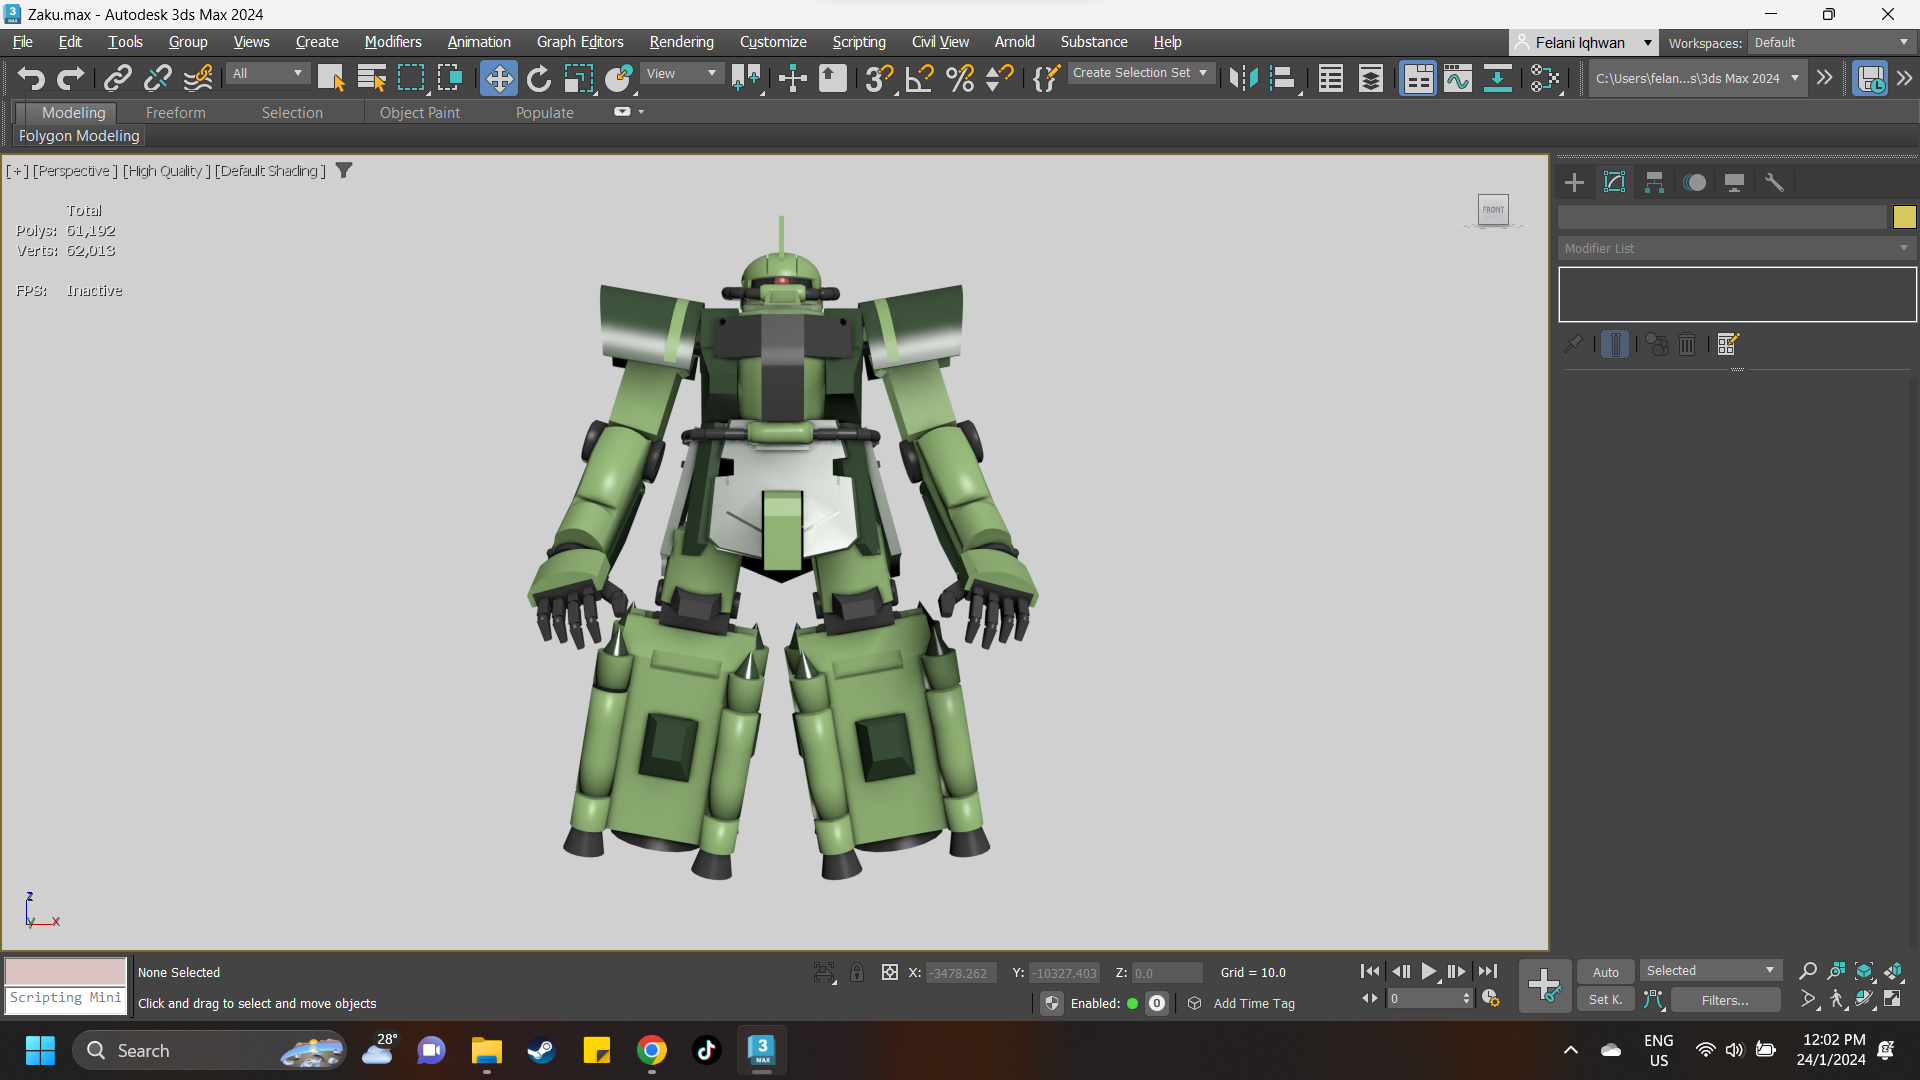 Zaku.max - Autodesk 3ds Max 2024
File Edit Tools Group Views Create Modifiers Animation Graph Editors Rendering Customize Scripting Civil View Arnold Substance Help
Felani Iqhwan Workspaces: Default
All View Create Selection Set C:\Users\felan...s\3ds Max 2024
Modeling Freeform Selection Object Paint Populate
Polygon Modeling
[+] [Perspective] [High Quality] [Default Shading]
Total
Polys: 61,192
Verts: 62,013
FPS: Inactive
FRONT
Modifier List
z
y x
None Selected
X: -3478.262 Y: -10327.403 Z: 0.0 Grid = 10.0
Auto Selected
Scripting Mini
Click and drag to select and move objects
Enabled: 0 Add Time Tag
0 Set K. Filters...
Search
28°
3 MAX
ENG
US
12:02 PM
24/1/2024